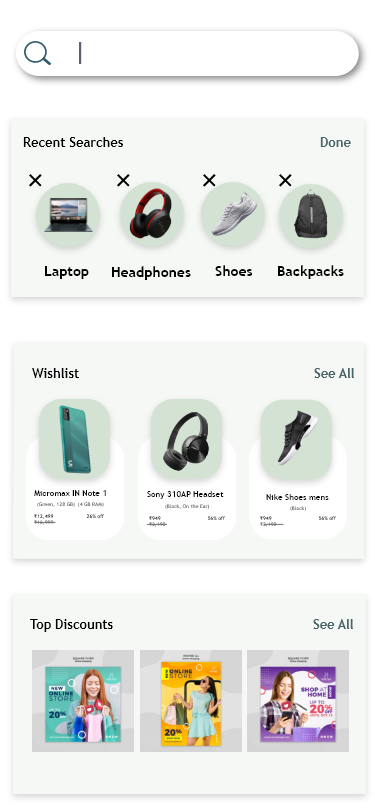 Recent Searches
Done
Laptop
Headphones
Shoes
Backpacks
Wishlist
See All
Micromax IN Note 1
(Green, 128 GB) (4 GB RAM)
₹12,499
26% off
₹16,999
Sony 310AP Headset
(Black, On the Ear)
₹949
56% off
₹2,190
Nike Shoes mens
(Black)
₹949
56% off
₹2,190
Top Discounts
See All
NEW
ONLINE
STORE
20%
NEW
ONLINE
STORE
20%
SHOP AT
HOME
NOW
UP TO
20%